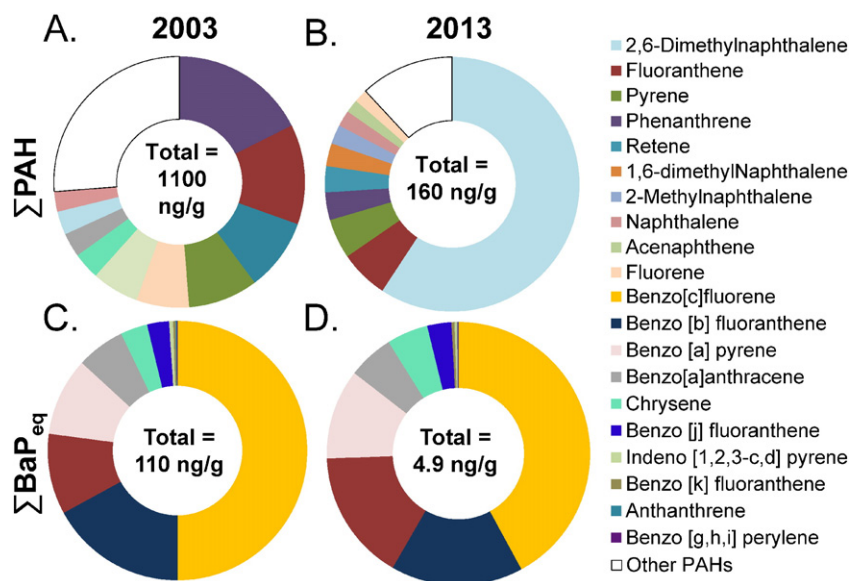 A.
2003
B.
2013
∑PAH
Total =
1100
ng/g
Total =
160 ng/g
C.
D.
∑BaPeq
Total =
110 ng/g
Total =
4.9 ng/g
2,6-Dimethylnaphthalene
Fluoranthene
Pyrene
Phenanthrene
Retene
1,6-dimethylNaphthalene
2-Methylnaphthalene
Naphthalene
Acenaphthene
Fluorene
Benzo[c]fluorene
Benzo [b] fluoranthene
Benzo [a] pyrene
Benzo[a]anthracene
Chrysene
Benzo [j] fluoranthene
Indeno [1,2,3-c,d] pyrene
Benzo [k] fluoranthene
Anthanthrene
Benzo [g,h,i] perylene
Other PAHs